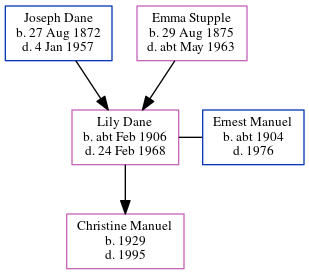 Joseph Dane
b. 27 Aug 1872
d. 4 Jan 1957
Emma Stupple
b. 29 Aug 1875
d. abt May 1963
Lily Dane
b. abt Feb 1906
d. 24 Feb 1968
Ernest Manuel
b. abt 1904
d. 1976
Christine Manuel
b. 1929
d. 1995